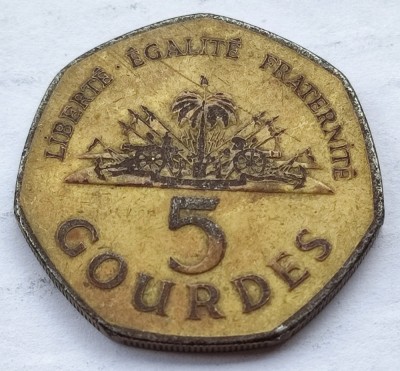 LIBERTÉ · ÉGALITÉ · FRATERNITÉ
5
GOURDES